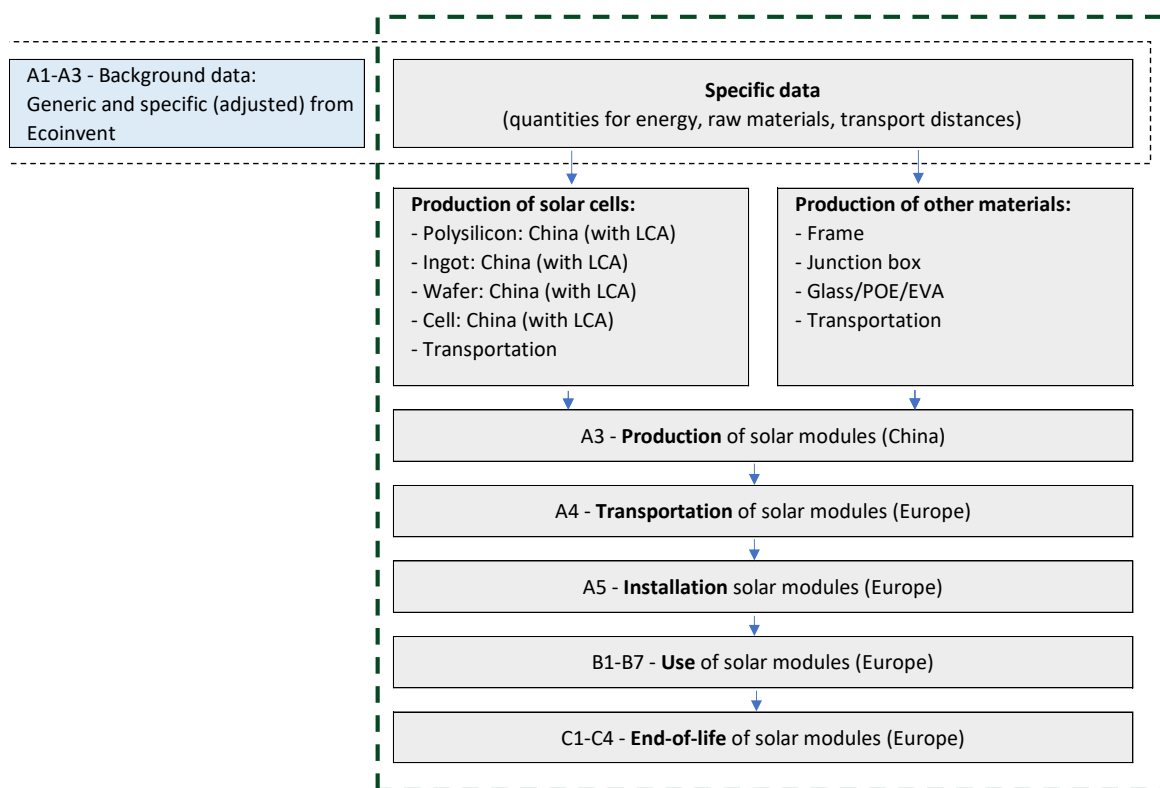 A1-A3 - Background data:
Generic and specific (adjusted) from
Ecoinvent
Specific data
(quantities for energy, raw materials, transport distances)
Production of solar cells:
- Polysilicon: China (with LCA)
- Ingot: China (with LCA)
- Wafer: China (with LCA)
- Cell: China (with LCA)
- Transportation
Production of other materials:
- Frame
- Junction box
- Glass/POE/EVA
- Transportation
A3 - Production of solar modules (China)
A4 - Transportation of solar modules (Europe)
A5 - Installation solar modules (Europe)
B1-B7 - Use of solar modules (Europe)
C1-C4 - End-of-life of solar modules (Europe)